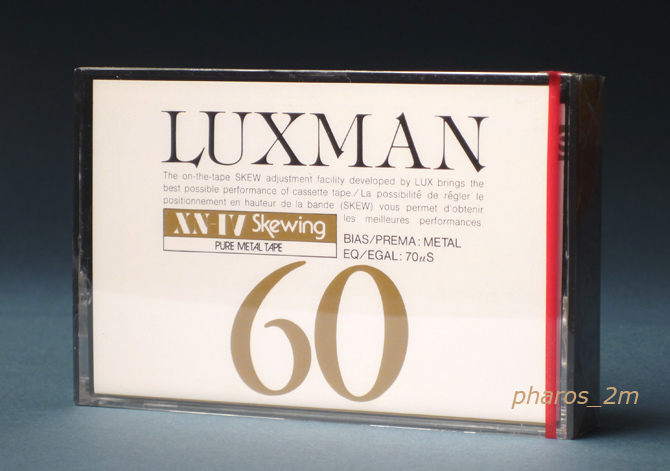 LUXMAN
The on-the-tape SKEW adjustment facility developed by LUX brings the
best possible performance of cassette tape./La possibilité de régler le
positionnement en hauteur de la bande (SKEW) vous permet d'obtenir
les meilleures performances.
XN-IV Skewing
PURE METAL TAPE
BIAS/PREMA: METAL
EQ/EGAL: 70µS
60
pharos_2m